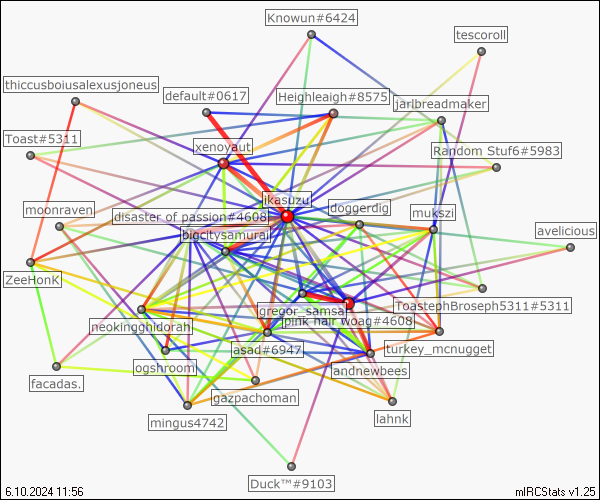 Knowun#6424
tescoroll
thiccusboiusalexusjoneus
default#0617
Heighleaigh#8575
jarlbreadmaker
Toast#5311
xenoyaut
Random Stuf6#5983
ikasuzu
moonraven
disaster of passion#4608
doggerdig
mukszi
bigcitysamurai
avelicious
ZeeHonK
gregor_samsa
ToastephBroseph5311#5311
neokingghidorah
pink hair woag#4608
asad#6947
turkey_mcnugget
ogshroom
andnewbees
facadas.
gazpachoman
mingus4742
lahnk
Duck™#9103
6.10.2024 11:56
mIRCStats v1.25